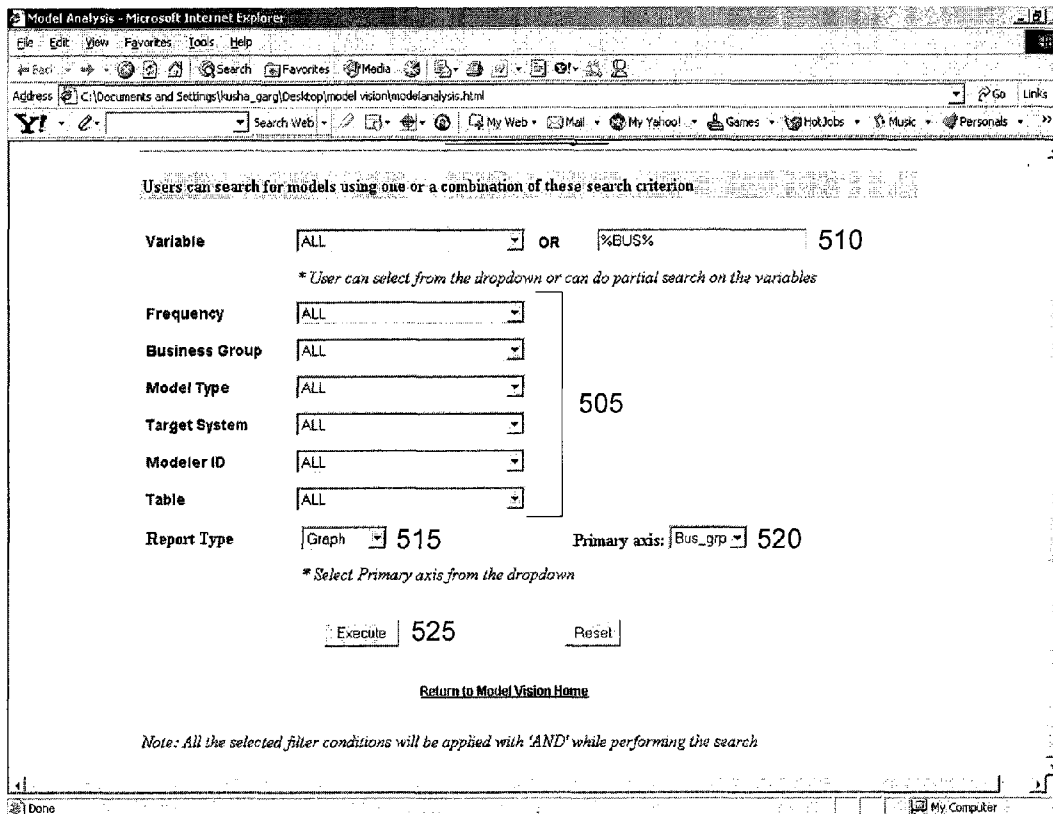 Model Analysis - Microsoft Internet Explorer
File Edit View Favorites Tools Help
Back Search Favorites Media
Address C:\Documents and Settings\kusha_garg\Desktop\model vision\modelanalysis.html Go Links
Y! Search Web My Web Mail My Yahoo! Games HotJobs Music Personals »
Users can search for models using one or a combination of these search criterion
Variable ALL OR %BUS% 510
* User can select from the dropdown or can do partial search on the variables
Frequency ALL
Business Group ALL
Model Type ALL
505
Target System ALL
Modeler ID ALL
Table ALL
Report Type Graph 515 Primary axis: Bus_grp 520
* Select Primary axis from the dropdown
Execute 525 Reset
Return to Model Vision Home
Note: All the selected filter conditions will be applied with 'AND' while performing the search
Done My Computer